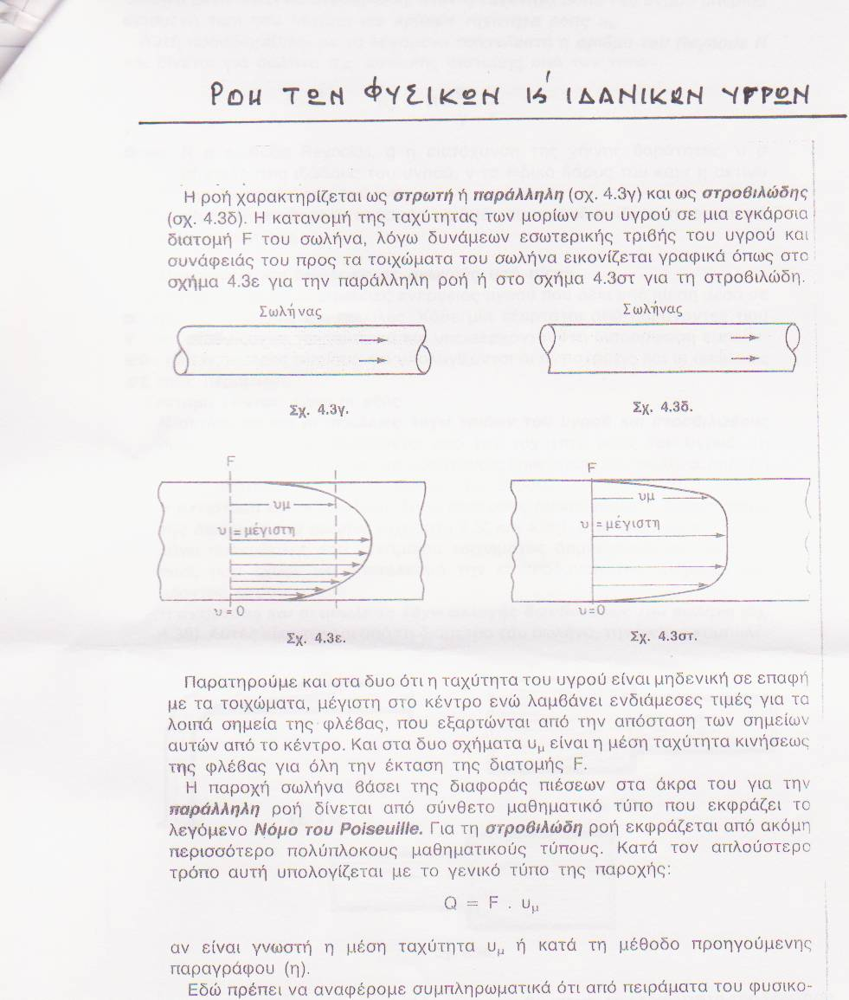 ΡΟΗ ΤΩΝ ΦΥΣΙΚΩΝ Κ' ΙΔΑΝΙΚΩΝ ΥΓΡΩΝ
Η ροή χαρακτηρίζεται ως στρωτή ή παράλληλη (σχ. 4.3γ) και ως στροβιλώδης
(σχ. 4.3δ). Η κατανομή της ταχύτητας των μορίων του υγρού σε μια εγκάρσια
διατομή F του σωλήνα, λόγω δυνάμεων εσωτερικής τριβής του υγρού και
συνάφειάς του προς τα τοιχώματα του σωλήνα εικονίζεται γραφικά όπως στο
σχήμα 4.3ε για την παράλληλη ροή ή στο σχήμα 4.3στ για τη στροβιλώδη.
Σωλήνας
Σωλήνας
Σχ. 4.3γ.
Σχ. 4.3δ.
F
υμ
υ = μέγιστη
υ = 0
Σχ. 4.3ε.
F
υμ
υ = μέγιστη
υ=0
Σχ. 4.3στ.
Παρατηρούμε και στα δυο ότι η ταχύτητα του υγρού είναι μηδενική σε επαφή
με τα τοιχώματα, μέγιστη στο κέντρο ενώ λαμβάνει ενδιάμεσες τιμές για τα
λοιπά σημεία της φλέβας, που εξαρτώνται από την απόσταση των σημείων
αυτών από το κέντρο. Και στα δυο σχήματα υμ είναι η μέση ταχύτητα κινήσεως
της φλέβας για όλη την έκταση της διατομής F.
Η παροχή σωλήνα βάσει της διαφοράς πιέσεων στα άκρα του για την
παράλληλη ροή δίνεται από σύνθετο μαθηματικό τύπο που εκφράζει το
λεγόμενο Νόμο του Poiseuille. Για τη στροβιλώδη ροή εκφράζεται από ακόμη
περισσότερο πολύπλοκους μαθηματικούς τύπους. Κατά τον απλούστερο
τρόπο αυτή υπολογίζεται με το γενικό τύπο της παροχής:
Q = F . υμ
αν είναι γνωστή η μέση ταχύτητα υμ ή κατά τη μέθοδο προηγούμενης
παραγράφου (η).
Εδώ πρέπει να αναφέρομε συμπληρωματικά ότι από πειράματα του φυσικο-